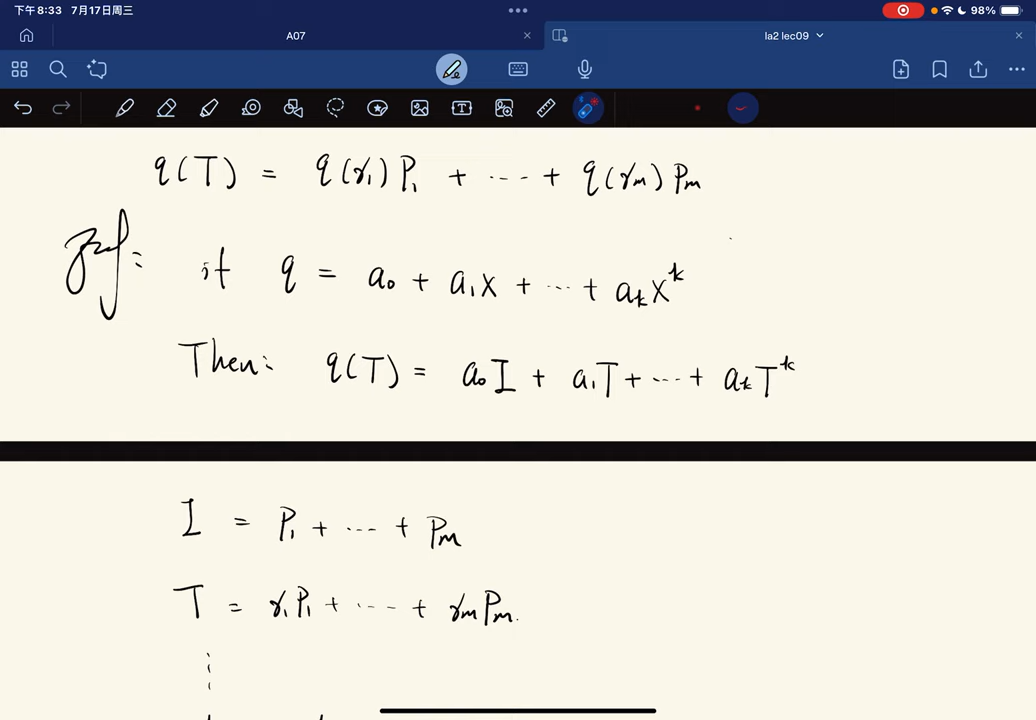 下午8:33 7月17日周三
98%
A07
la2 lec09
q(T) = q(γ₁)P₁ + ··· + q(γₘ)Pₘ
pf: if q = a₀ + a₁x + ··· + aₖxᵏ
Then: q(T) = a₀I + a₁T + ··· + aₖTᵏ
I = P₁ + ··· + Pₘ
T = γ₁P₁ + ··· + γₘPₘ.
⋮